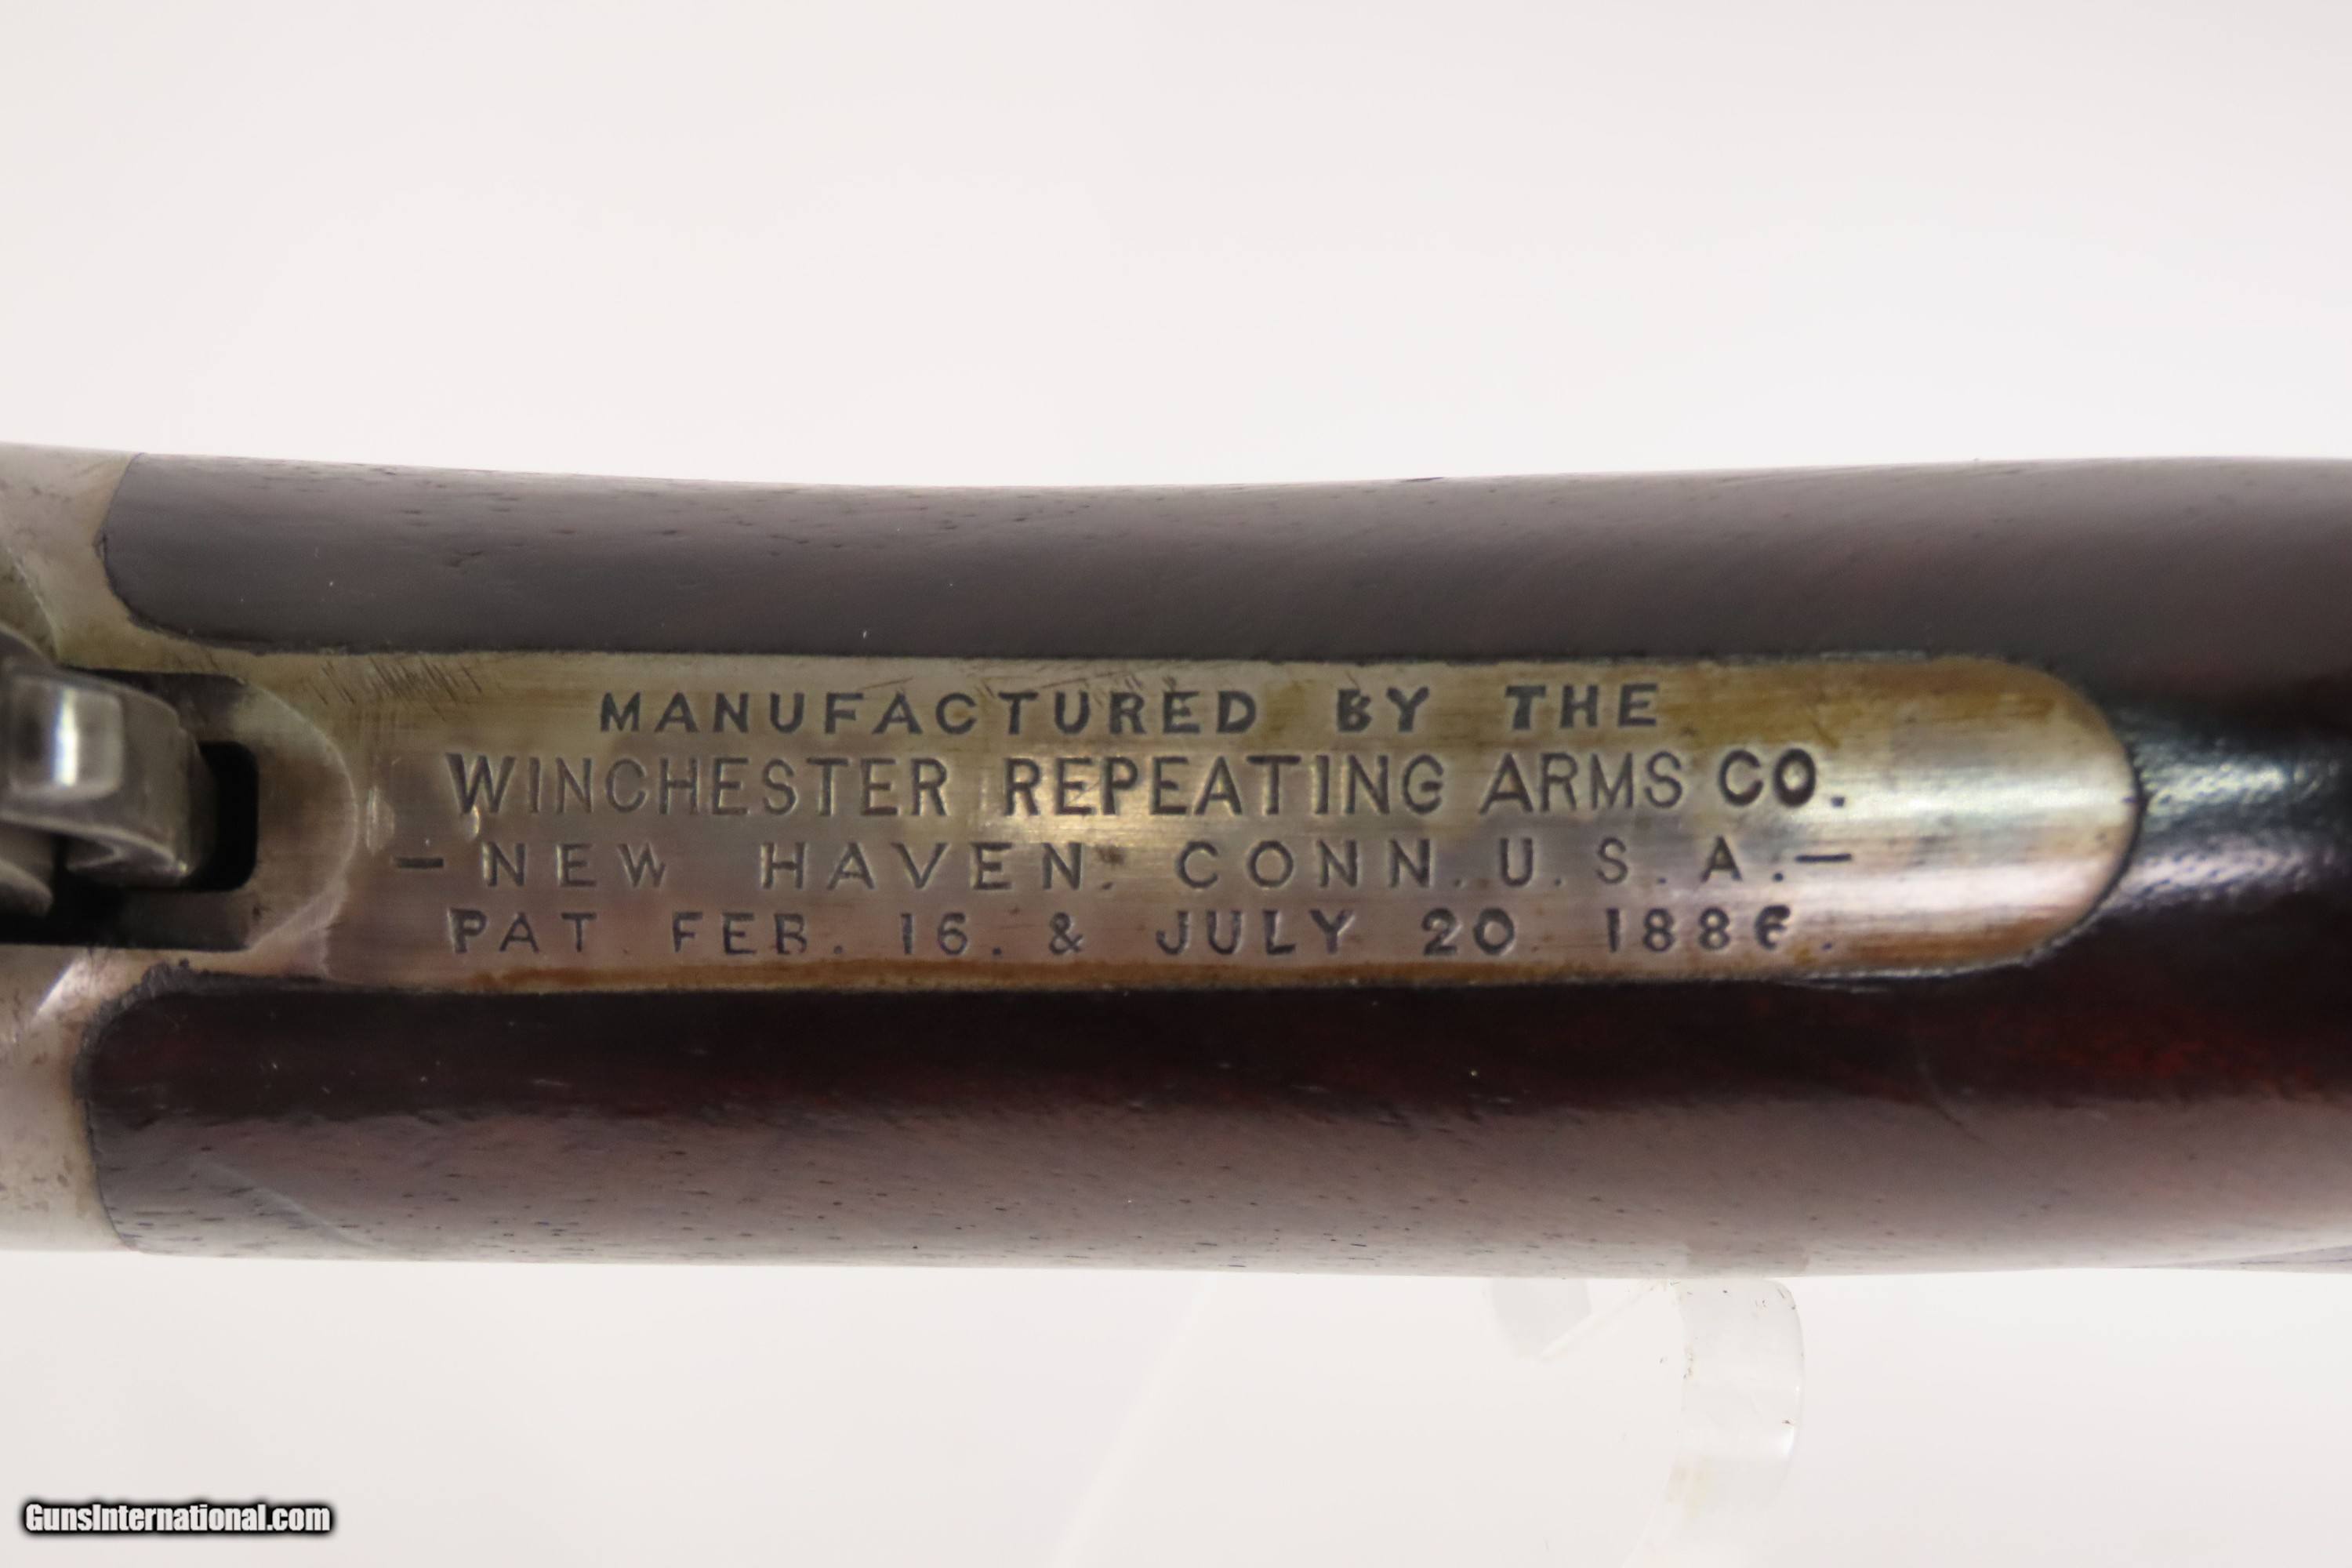 MANUFACTURED BY THE
WINCHESTER REPEATING ARMS CO.
—NEW HAVEN. CONN. U.S.A.—
PAT. FEB. 16. & JULY 20. 1886.
GunsInternational.com